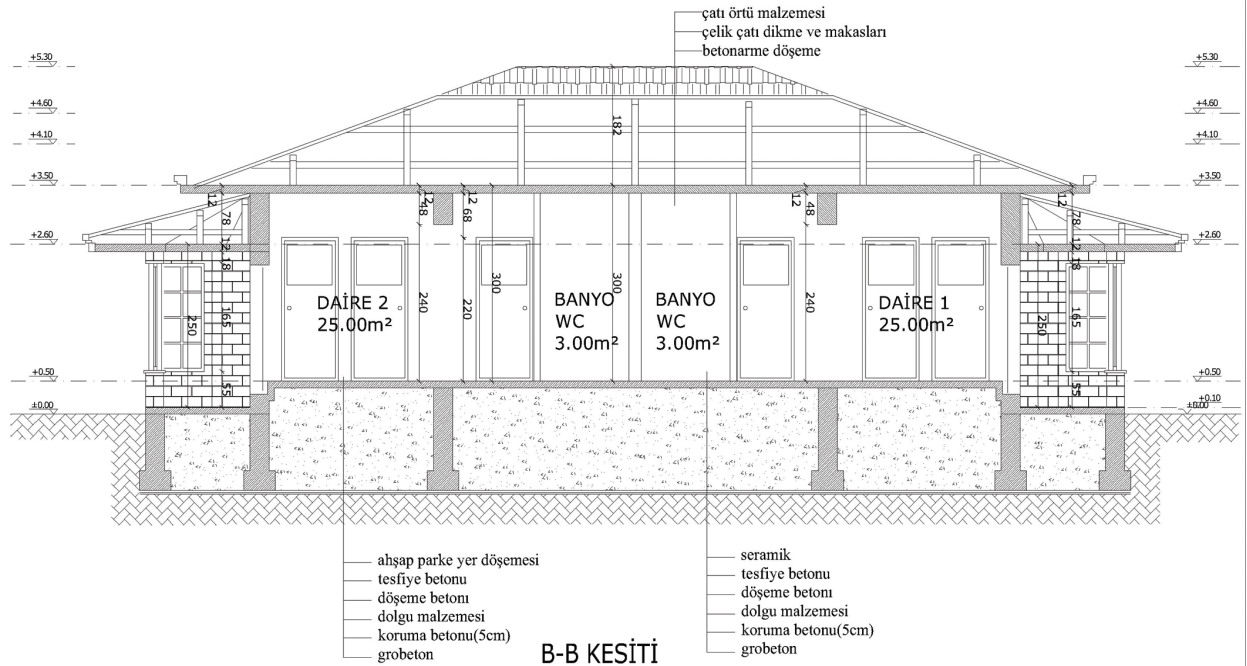 çatı örtü malzemesi
çelik çatı dikme ve makasları
betonarme döşeme
+5.30
+5.30
+4.60
+4.60
+4.10
+4.10
182
+3.50
+3.50
12
78
12
48
12
68
12
48
12
78
+2.60
+2.60
12
18
12
18
300
300
DAİRE 2
25.00m²
BANYO
WC
3.00m²
BANYO
WC
3.00m²
DAİRE 1
25.00m²
250
165
240
220
240
250
165
+0.50
+0.50
55
55
±0.00
+0.10
ahşap parke yer döşemesi
tesfiye betonu
döşeme betonı
dolgu malzemesi
koruma betonu(5cm)
grobeton
seramik
tesfiye betonu
döşeme betonı
dolgu malzemesi
koruma betonu(5cm)
grobeton
B-B KESİTİ